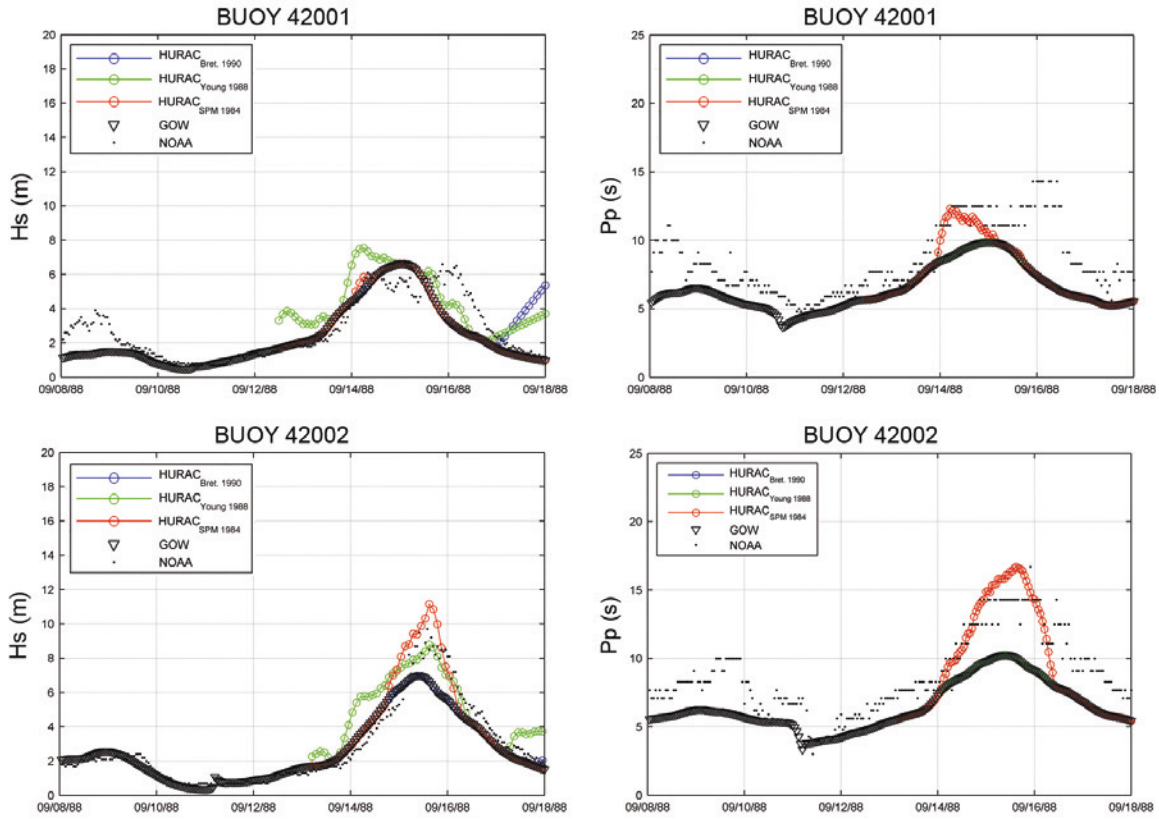 BUOY 42001
Hs (m)
20
18
16
14
12
10
8
6
4
2
0
HURAC Bret. 1990
HURAC Young 1988
HURAC SPM 1984
GOW
NOAA
09/08/88 09/10/88 09/12/88 09/14/88 09/16/88 09/18/88
BUOY 42001
Pp (s)
25
20
15
10
5
0
HURAC Bret. 1990
HURAC Young 1988
HURAC SPM 1984
GOW
NOAA
09/08/88 09/10/88 09/12/88 09/14/88 09/16/88 09/18/88
BUOY 42002
Hs (m)
20
18
16
14
12
10
8
6
4
2
0
HURAC Bret. 1990
HURAC Young 1988
HURAC SPM 1984
GOW
NOAA
09/08/88 09/10/88 09/12/88 09/14/88 09/16/88 09/18/88
BUOY 42002
Pp (s)
25
20
15
10
5
0
HURAC Bret. 1990
HURAC Young 1988
HURAC SPM 1984
GOW
NOAA
09/08/88 09/10/88 09/12/88 09/14/88 09/16/88 09/18/88